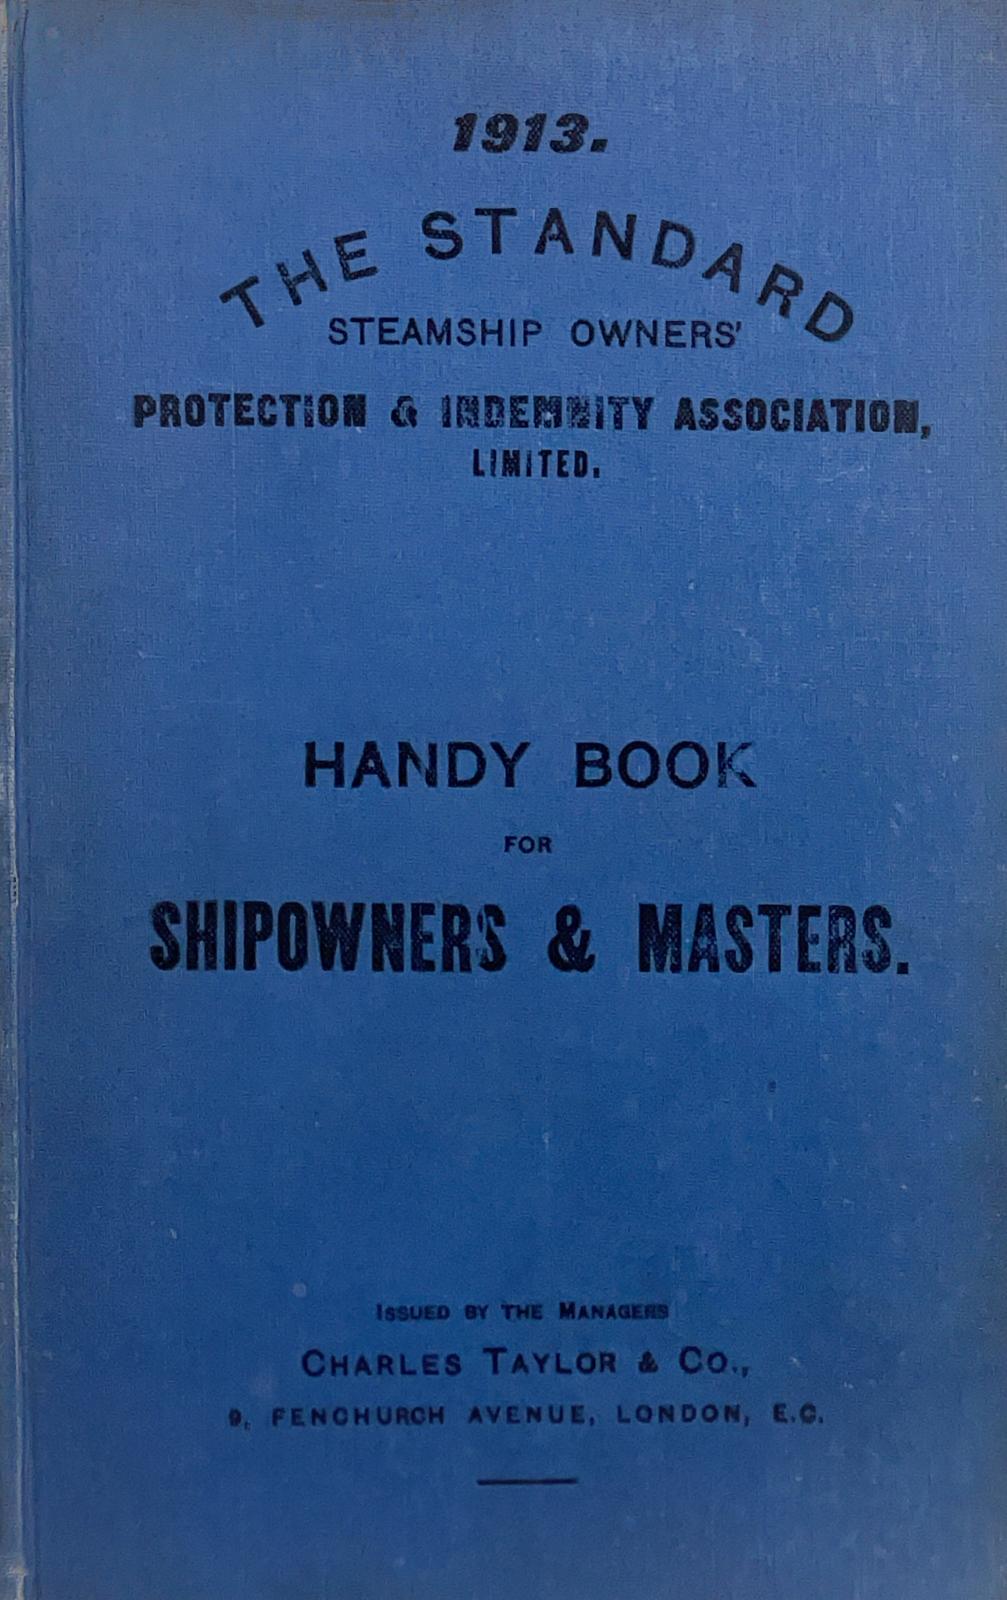 1913.
THE STANDARD
STEAMSHIP OWNERS'
PROTECTION & INDEMNITY ASSOCIATION,
LIMITED.
HANDY BOOK
FOR
SHIPOWNERS & MASTERS.
ISSUED BY THE MANAGERS
CHARLES TAYLOR & CO.,
9, FENCHURCH AVENUE, LONDON, E.C.